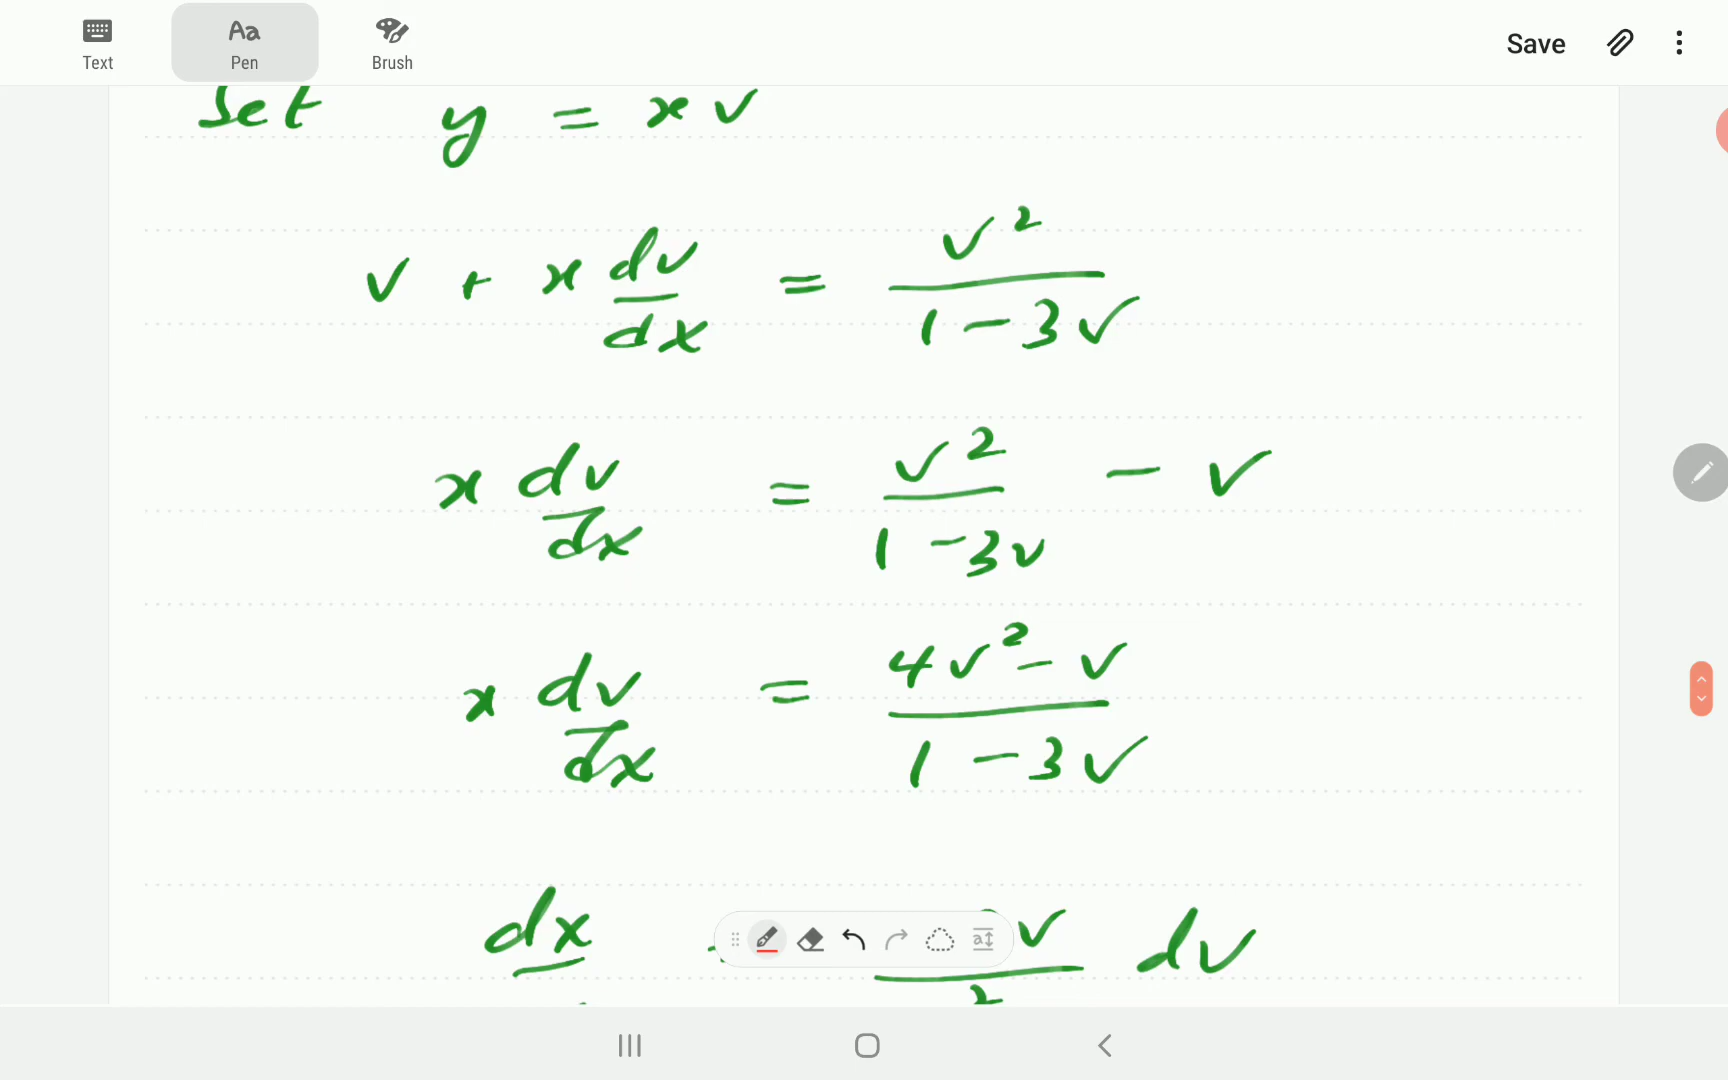 Text Pen Brush Save
Set y = xv
v + x dv/dx = v²/(1 - 3v)
x dv/dx = v²/(1 - 3v) - v
x dv/dx = (4v² - v)/(1 - 3v)
dx v dv